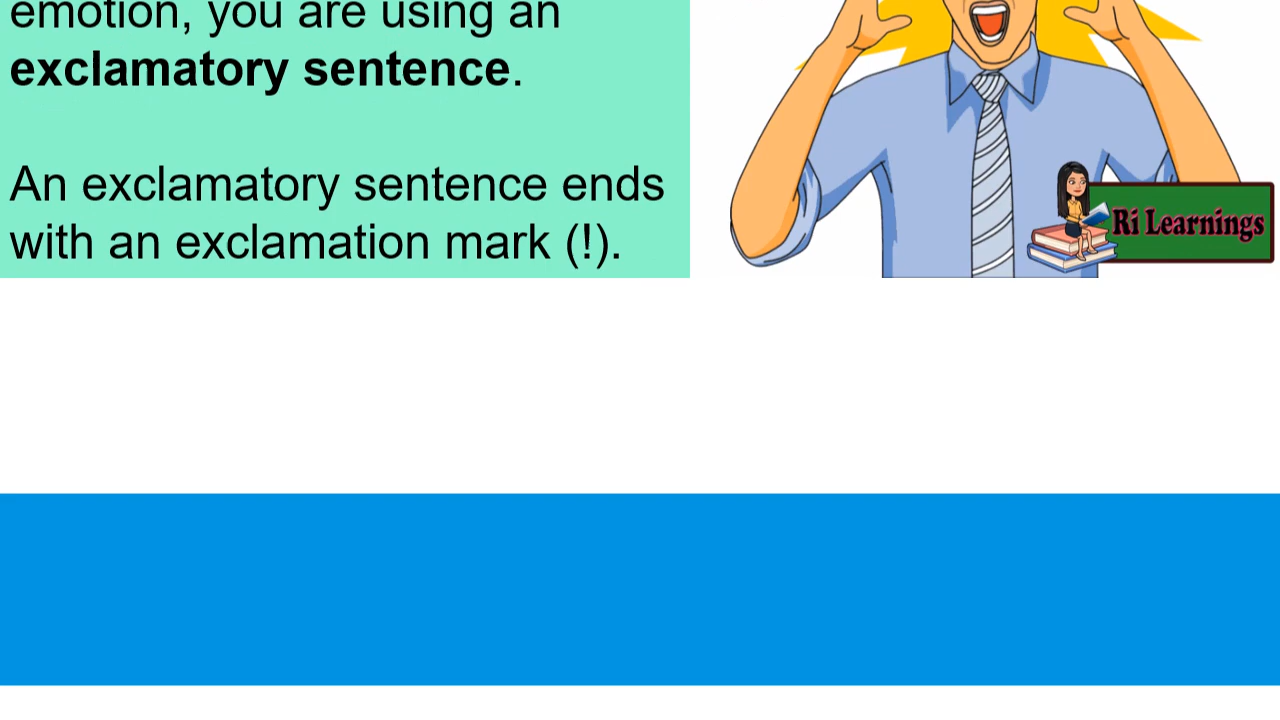 emotion, you are using an
exclamatory sentence.
An exclamatory sentence ends
with an exclamation mark (!).
Ri Learnings